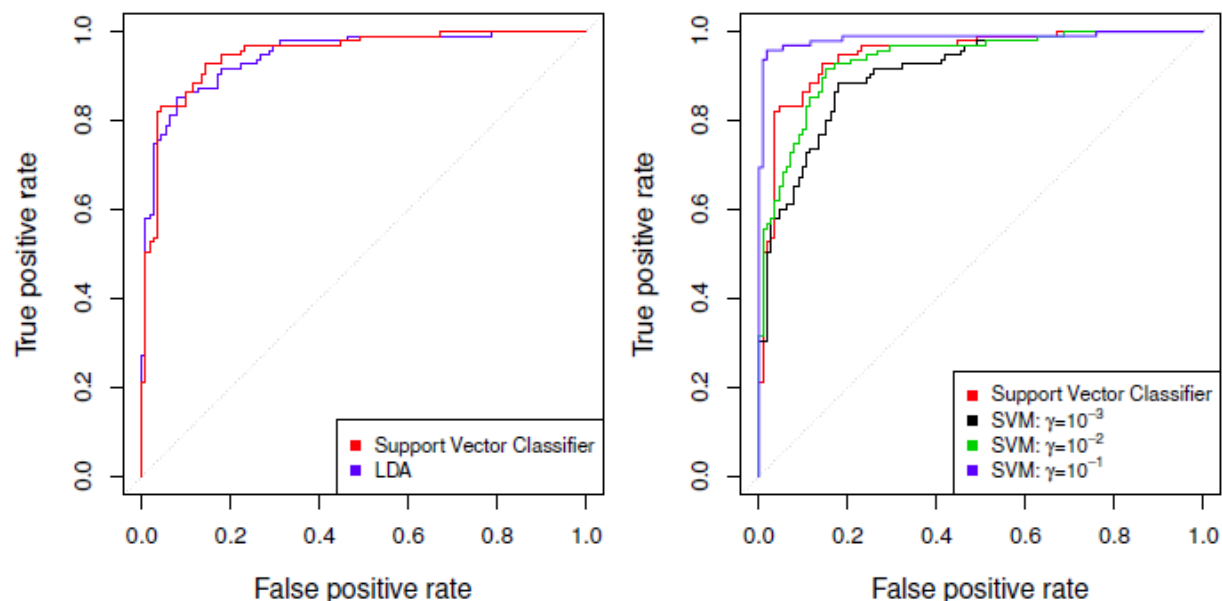 True positive rate
1.0
0.8
0.6
0.4
0.2
0.0
Support Vector Classifier
LDA
0.0 0.2 0.4 0.6 0.8 1.0
False positive rate
True positive rate
1.0
0.8
0.6
0.4
0.2
0.0
Support Vector Classifier
SVM: γ=10⁻³
SVM: γ=10⁻²
SVM: γ=10⁻¹
0.0 0.2 0.4 0.6 0.8 1.0
False positive rate